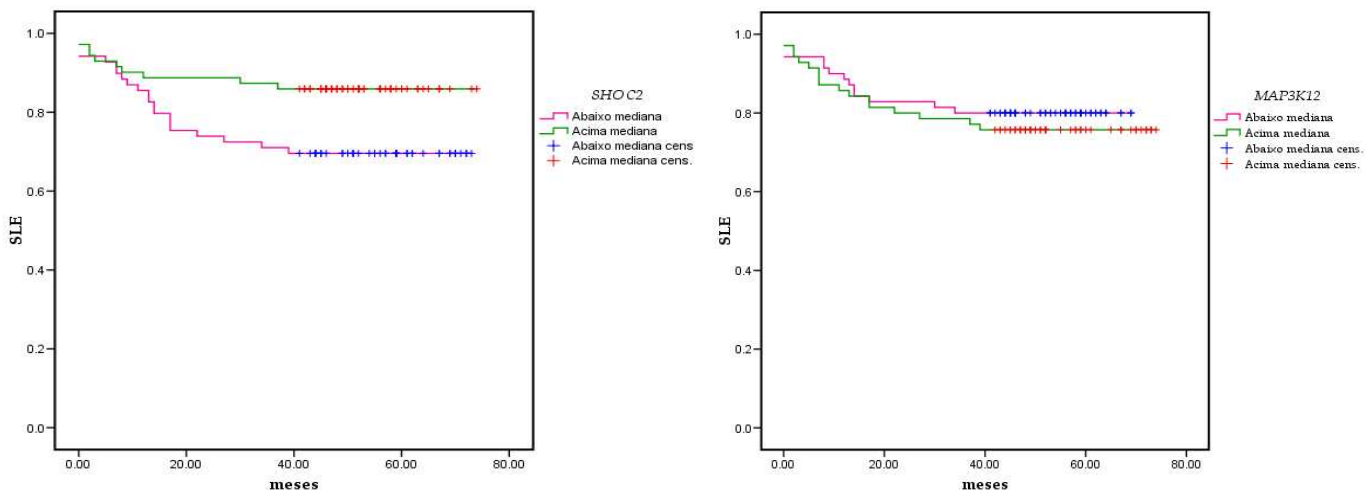 1.0
0.8
0.6
0.4
0.2
0.0
SLE
0.00 20.00 40.00 60.00 80.00
meses
SHOC2
Abaixo mediana
Acima mediana
Abaixo mediana cens
Acima mediana cens.
1.0
0.8
0.6
0.4
0.2
0.0
SLE
0.00 20.00 40.00 60.00 80.00
meses
MAP3K12
Abaixo mediana
Acima mediana
Abaixo mediana cens.
Acima mediana cens.